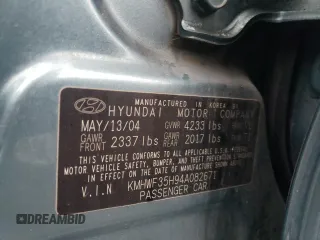 MANUFACTURED IN KOREA BY
HYUNDAI MOTOR COMPANY
MAY/13/04 GVWR 4233 lbs
GAWR FRONT 2337 lbs GAWR REAR 2017 lbs
THIS VEHICLE CONFORMS TO ALL APPLICABLE FEDERAL
MOTOR VEHICLE SAFETY, BUMPER, AND THEFT PREVENTION
STANDARDS IN EFFECT ON THE DATE OF
MANUFACTURE SHOWN ABOVE.
V.I.N KMHWF35H94A082671
PASSENGER CAR
DREAMBID